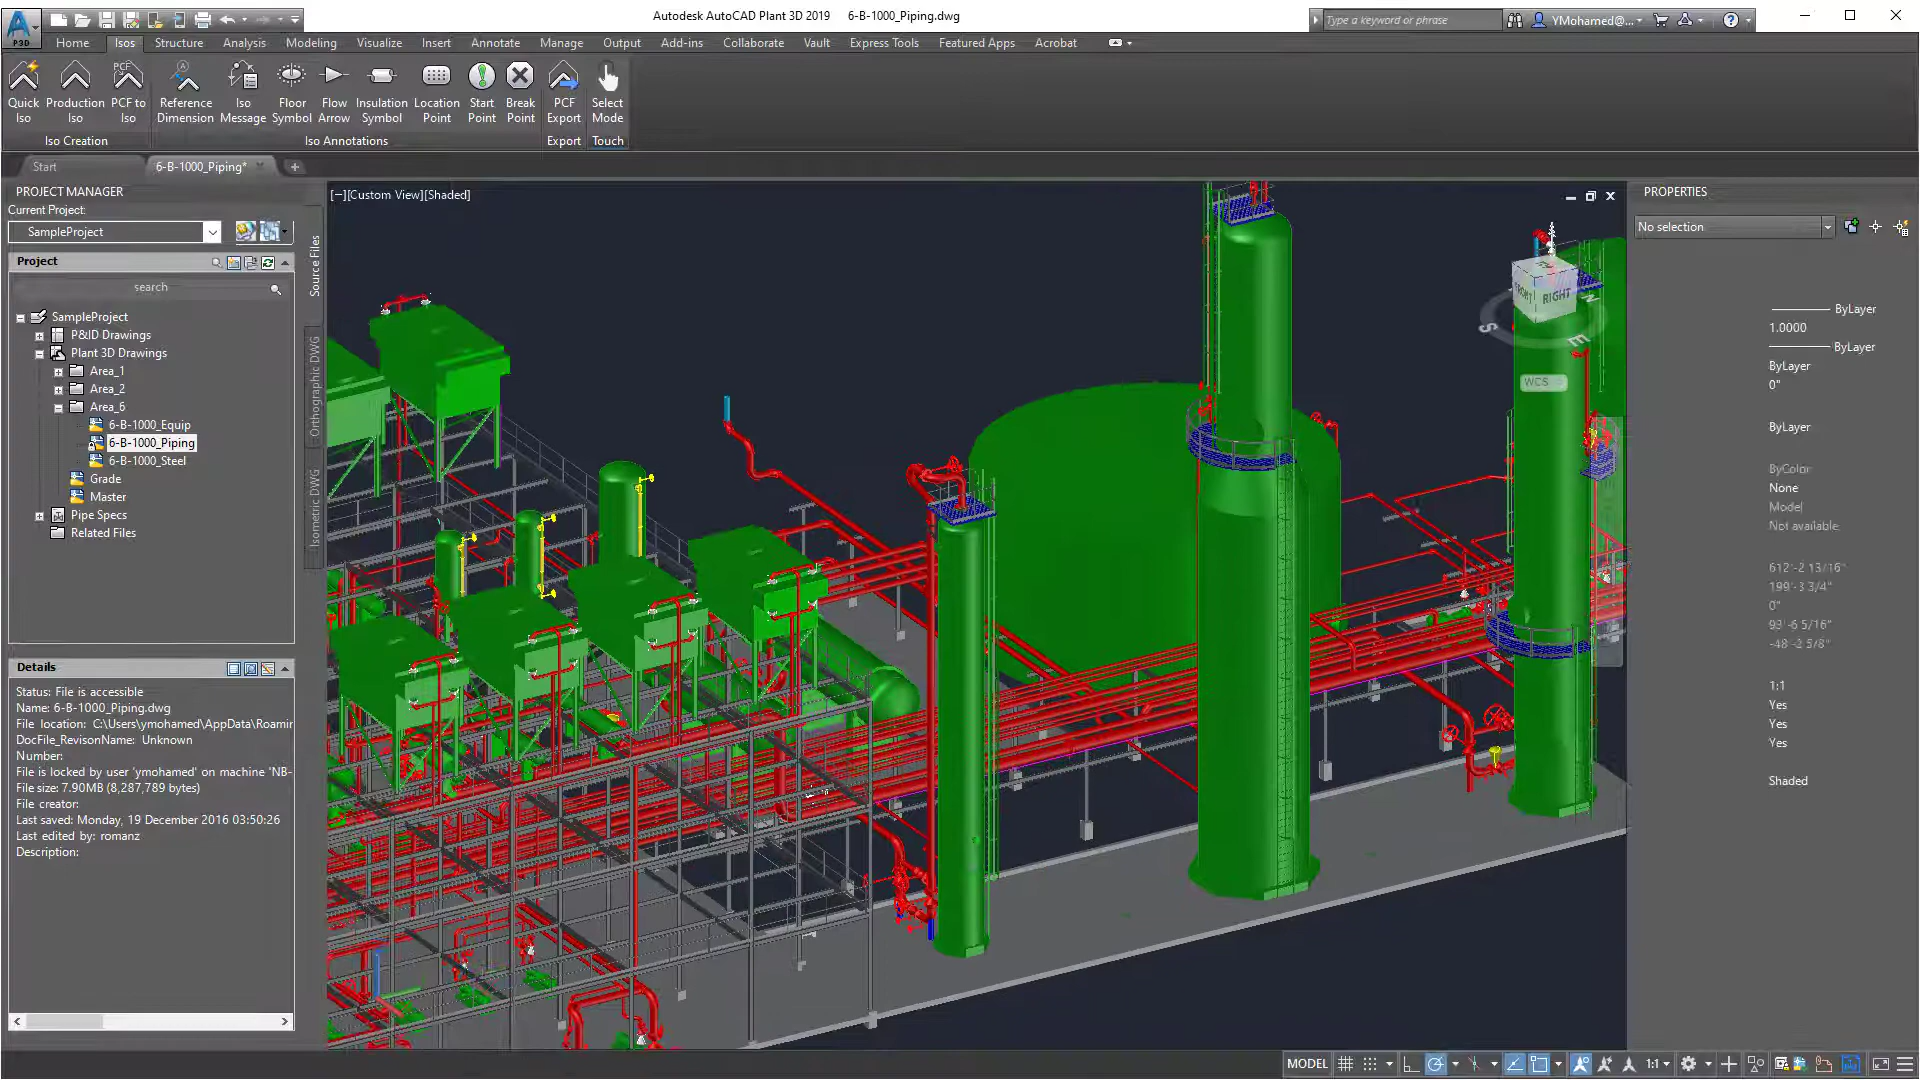 Autodesk AutoCAD Plant 3D 2019 6-B-1000_Piping.dwg
Type a keyword or phrase
YMohamed@...
P3D
Home Isos Structure Analysis Modeling Visualize Insert Annotate Manage Output Add-ins Collaborate Vault Express Tools Featured Apps Acrobat
Quick Iso
Production Iso
PCF to Iso
Reference Dimension
Iso Message
Floor Symbol
Flow Arrow
Insulation Symbol
Location Point
Start Point
Break Point
PCF Export
Select Mode
Iso Creation Iso Annotations Export Touch
Start 6-B-1000_Piping*
PROJECT MANAGER
Current Project:
SampleProject
Project
search
SampleProject
P&ID Drawings
Plant 3D Drawings
Area_1
Area_2
Area_6
6-B-1000_Equip
6-B-1000_Piping
6-B-1000_Steel
Grade
Master
Pipe Specs
Related Files
Source Files
Orthographic DWG
Isometric DWG
Details
Status: File is accessible
Name: 6-B-1000_Piping.dwg
File location: C:\Users\ymohamed\AppData\Roamin
DocFile_RevisonName: Unknown
Number:
File is locked by user 'ymohamed' on machine 'NB-
File size: 7.90MB (8,287,789 bytes)
File creator:
Last saved: Monday, 19 December 2016 03:50:26
Last edited by: romanz
Description:
[−][Custom View][Shaded]
FRONT RIGHT
S E N
WCS
PROPERTIES
No selection
ByLayer
1.0000
ByLayer
ByLayer
0"
ByLayer
ByColor
None
Model
Not available
612'-2 13/16"
199'-3 3/4"
0"
93'-6 5/16"
-48'-2 5/8"
1:1
Yes
Yes
Yes
Shaded
MODEL
1:1